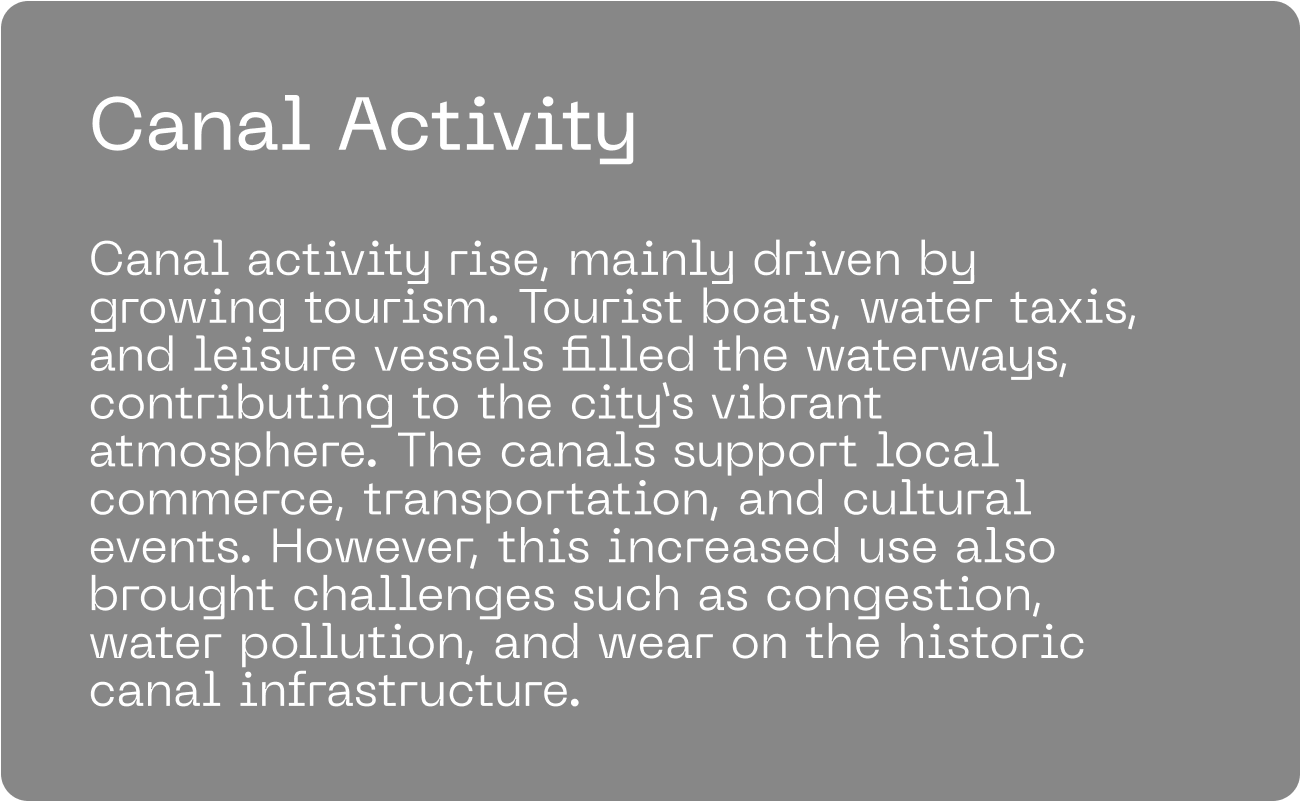 Canal Activity
Canal activity rise, mainly driven by
growing tourism. Tourist boats, water taxis,
and leisure vessels filled the waterways,
contributing to the city‛s vibrant
atmosphere. The canals support local
commerce, transportation, and cultural
events. However, this increased use also
brought challenges such as congestion,
water pollution, and wear on the historic
canal infrastructure.